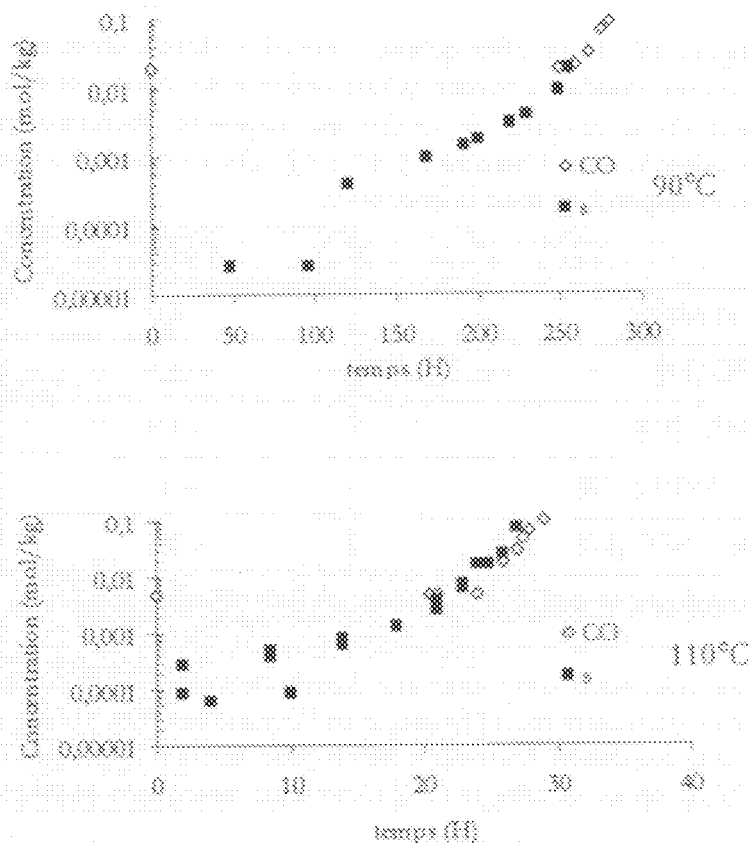 Concentration (mol/kg)
0,1
0,01
0,001
0,0001
0,00001
0 50 100 150 200 250 300
temps (H)
CO
s
90°C
Concentration (mol/kg)
0,1
0,01
0,001
0,0001
0,00001
0 10 20 30 40
temps (H)
CO
s
110°C